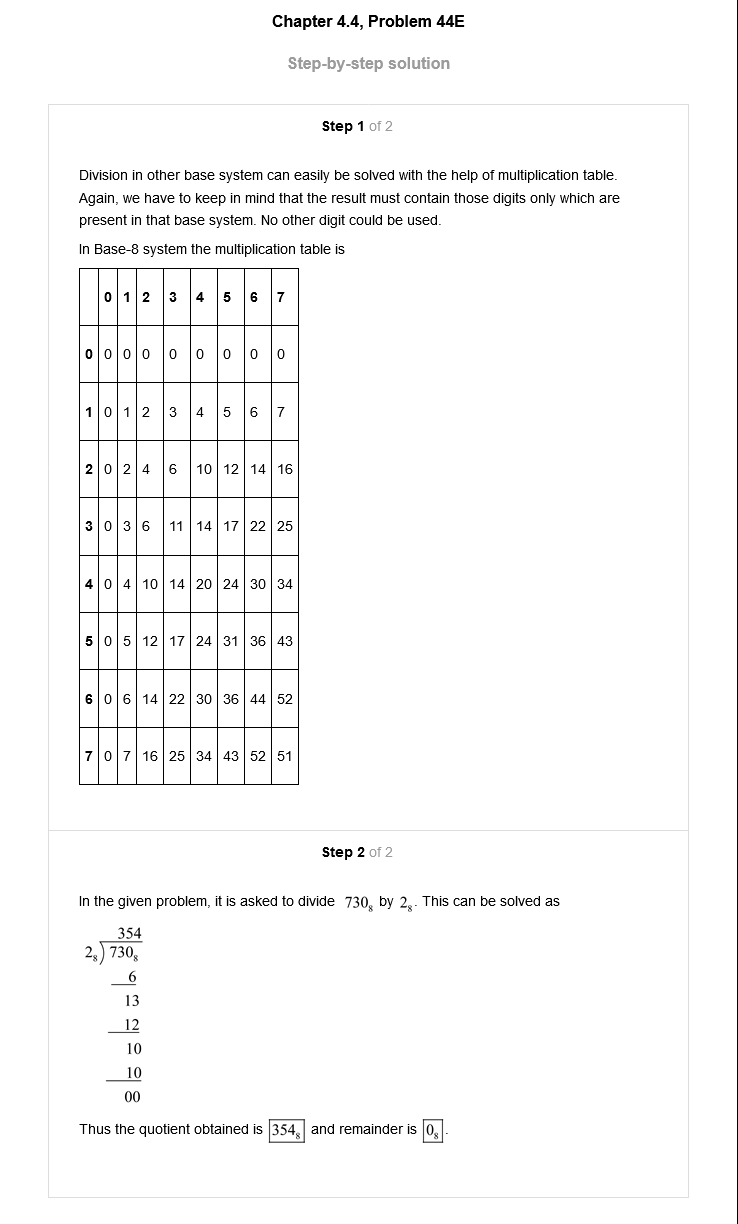 Chapter 4.4, Problem 44E
Step-by-step solution
Step 1 of 2
Division in other base system can easily be solved with the help of multiplication table.
Again, we have to keep in mind that the result must contain those digits only which are
present in that base system. No other digit could be used.
In Base-8 system the multiplication table is
0 1 2 3 4 5 6 7
0 0 0 0 0 0 0 0 0
1 0 1 2 3 4 5 6 7
2 0 2 4 6 10 12 14 16
3 0 3 6 11 14 17 22 25
4 0 4 10 14 20 24 30 34
5 0 5 12 17 24 31 36 43
6 0 6 14 22 30 36 44 52
7 0 7 16 25 34 43 52 51
Step 2 of 2
In the given problem, it is asked to divide 730₈ by 2₈. This can be solved as
354
2₈)730₈
6
13
12
10
10
00
Thus the quotient obtained is 354₈ and remainder is 0₈.